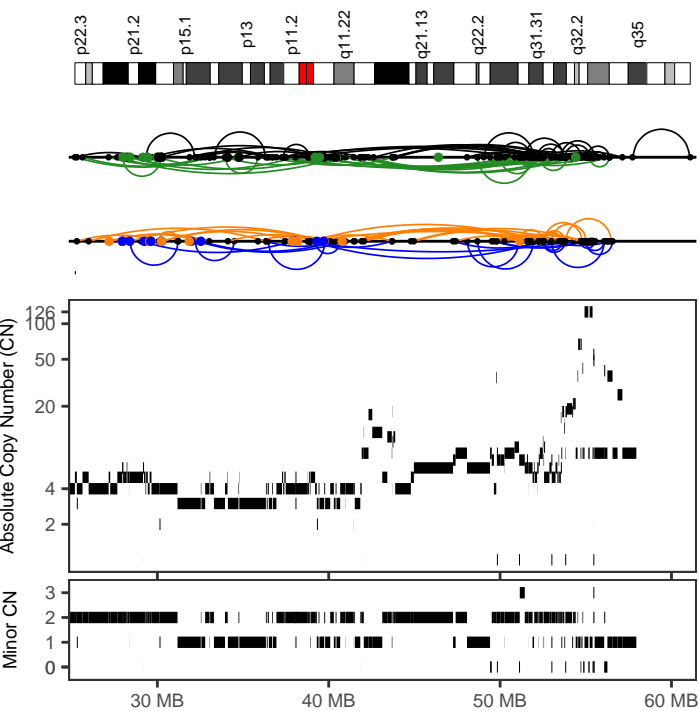 p22.3 p21.2 p15.1 p13 p11.2 q11.22 q21.13 q22.2 q31.31 q32.2 q35
Absolute Copy Number (CN)
126
100
50
20
4
2
Minor CN
3
2
1
0
30 MB 40 MB 50 MB 60 MB